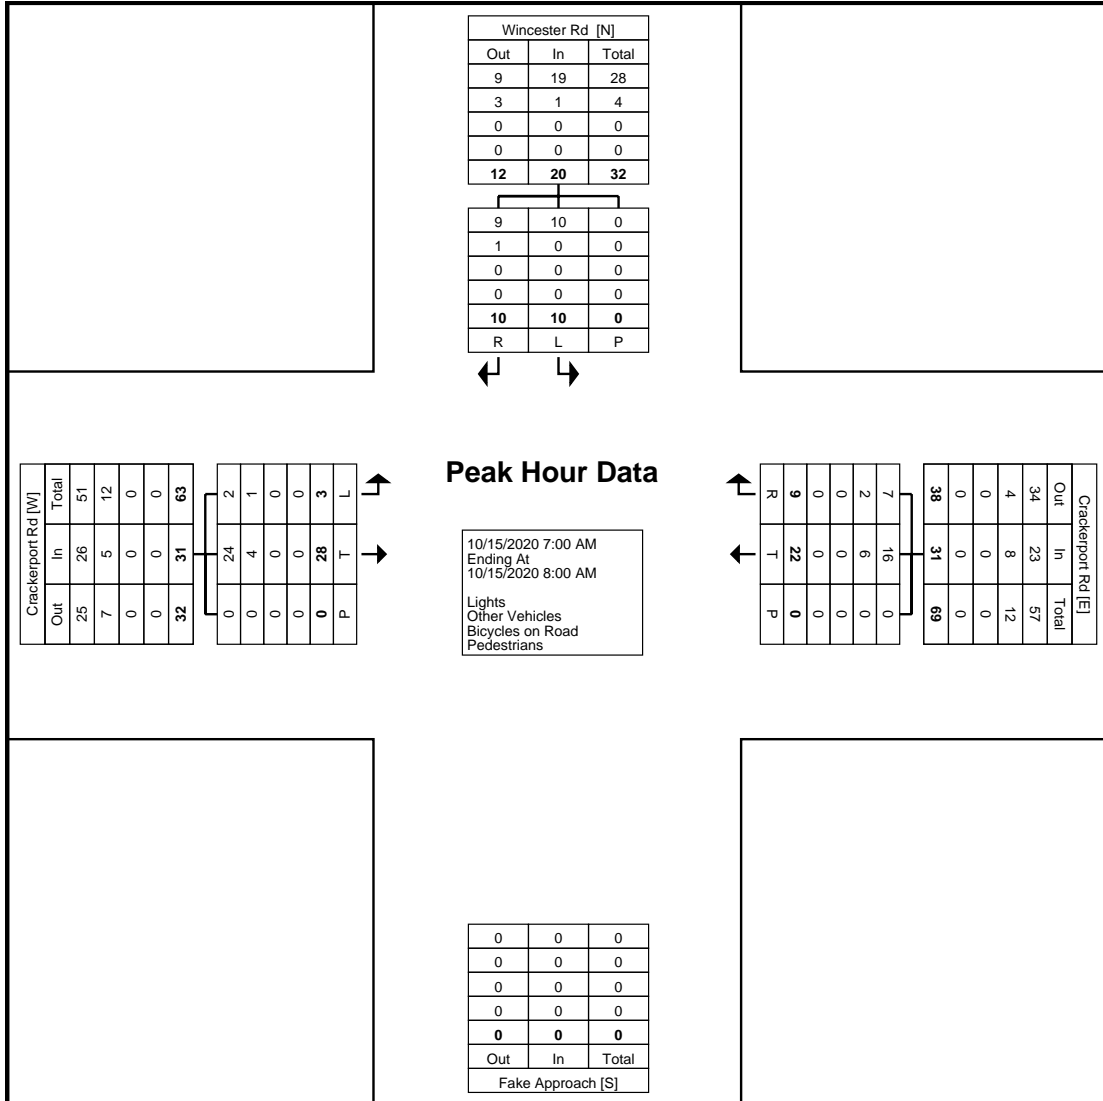 Wincester Rd [N]
Out In Total
9 19 28
3 1 4
0 0 0
0 0 0
12 20 32
9 10 0
1 0 0
0 0 0
0 0 0
10 10 0
R L P
Peak Hour Data
10/15/2020 7:00 AM
Ending At
10/15/2020 8:00 AM
Lights
Other Vehicles
Bicycles on Road
Pedestrians
Crackerport Rd [W]
Total In Out
51 26 25
12 5 7
0 0 0
0 0 0
63 31 32
2 24 0
1 4 0
0 0 0
0 0 0
3 28 0
L T P
Crackerport Rd [E]
Out In Total
34 23 57
4 8 12
0 0 0
0 0 0
38 31 69
7 16 0
2 6 0
0 0 0
0 0 0
9 22 0
R T P
0 0 0
0 0 0
0 0 0
0 0 0
0 0 0
Out In Total
Fake Approach [S]